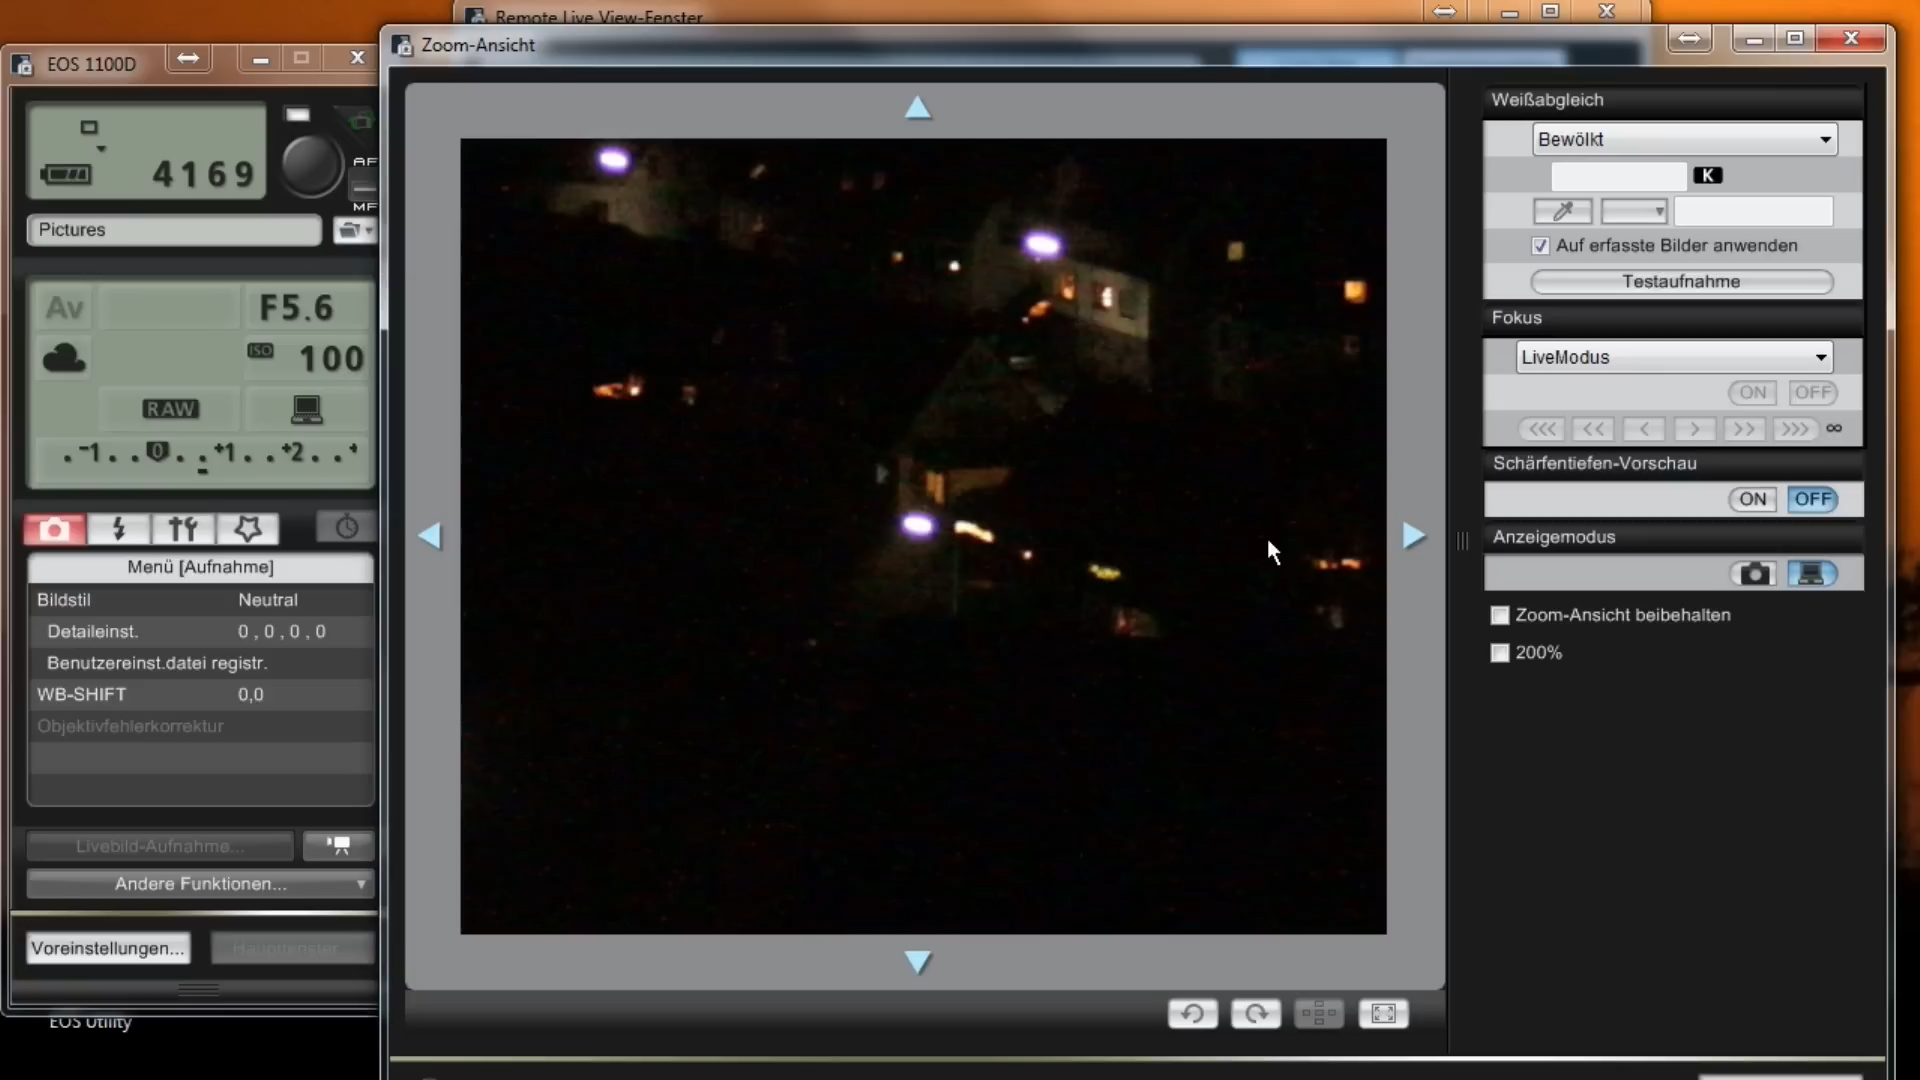 Remote Live View-Fenster
Zoom-Ansicht
EOS 1100D
4169
AF
MF
Pictures
Av
F5.6
ISO 100
RAW
.-1..0..+1..+2..+
Menü [Aufnahme]
Bildstil Neutral
Detaileinst. 0 , 0 , 0 , 0
Benutzereinst.datei registr.
WB-SHIFT 0,0
Objektivfehlerkorrektur
Livebild-Aufnahme...
Andere Funktionen...
Voreinstellungen...
Hauptfenster...
EOS Utility
Weißabgleich
Bewölkt
K
Auf erfasste Bilder anwenden
Testaufnahme
Fokus
LiveModus
ON OFF
<<< << < > >> >>> ∞
Schärfentiefen-Vorschau
ON OFF
Anzeigemodus
Zoom-Ansicht beibehalten
200%